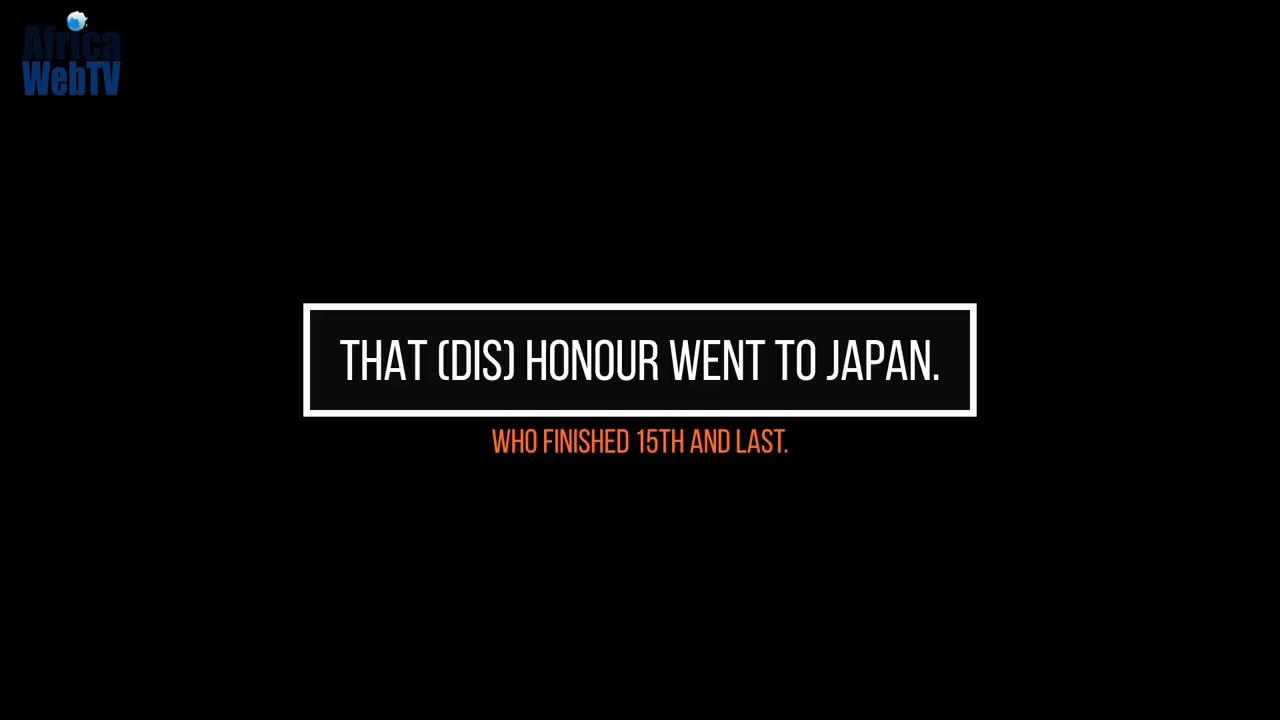 Africa
WebTV
THAT (DIS) HONOUR WENT TO JAPAN.
WHO FINISHED 15TH AND LAST.